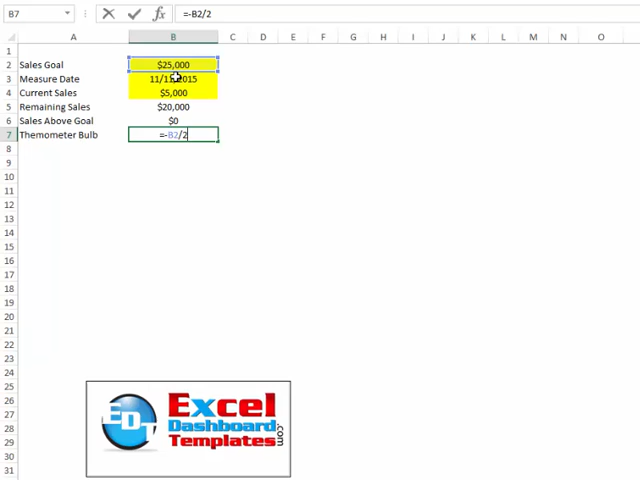 B7 =-B2/2
A B C D E F G H I J K L M N O
1
2 Sales Goal $25,000
3 Measure Date 11/11/2015
4 Current Sales $5,000
5 Remaining Sales $20,000
6 Sales Above Goal $0
7 Themometer Bulb =-B2/2
8
9
10
11
12
13
14
15
16
17
18
19
20
21
22
23
24
25
26
27
28
29
30
31
EDT Excel
Dashboard
Templates .com